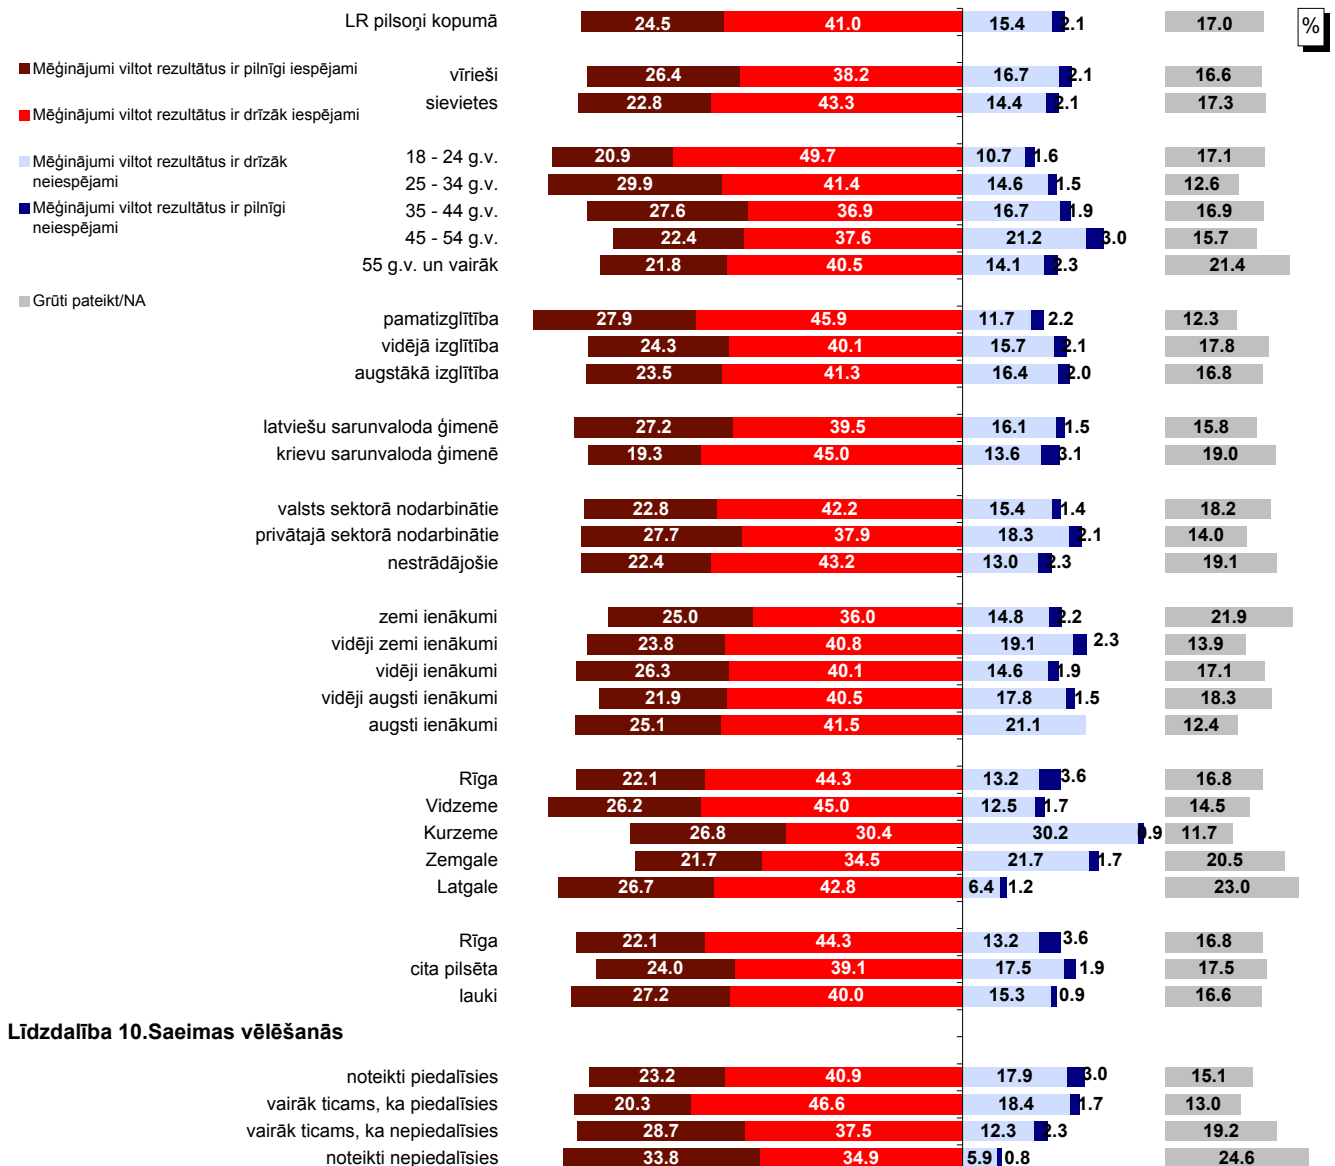 %
LR pilsoņi kopumā 24.5 41.0 15.4 2.1 17.0
Mēģinājumi viltot rezultātus ir pilnīgi iespējami
Mēģinājumi viltot rezultātus ir drīzāk iespējami
Mēģinājumi viltot rezultātus ir drīzāk
neiespējami
Mēģinājumi viltot rezultātus ir pilnīgi
neiespējami
Grūti pateikt/NA
vīrieši 26.4 38.2 16.7 2.1 16.6
sievietes 22.8 43.3 14.4 2.1 17.3
18 - 24 g.v. 20.9 49.7 10.7 1.6 17.1
25 - 34 g.v. 29.9 41.4 14.6 1.5 12.6
35 - 44 g.v. 27.6 36.9 16.7 1.9 16.9
45 - 54 g.v. 22.4 37.6 21.2 3.0 15.7
55 g.v. un vairāk 21.8 40.5 14.1 2.3 21.4
pamatizglītība 27.9 45.9 11.7 2.2 12.3
vidējā izglītība 24.3 40.1 15.7 2.1 17.8
augstākā izglītība 23.5 41.3 16.4 2.0 16.8
latviešu sarunvaloda ģimenē 27.2 39.5 16.1 1.5 15.8
krievu sarunvaloda ģimenē 19.3 45.0 13.6 3.1 19.0
valsts sektorā nodarbinātie 22.8 42.2 15.4 1.4 18.2
privātajā sektorā nodarbinātie 27.7 37.9 18.3 2.1 14.0
nestrādājošie 22.4 43.2 13.0 2.3 19.1
zemi ienākumi 25.0 36.0 14.8 2.2 21.9
vidēji zemi ienākumi 23.8 40.8 19.1 2.3 13.9
vidēji ienākumi 26.3 40.1 14.6 1.9 17.1
vidēji augsti ienākumi 21.9 40.5 17.8 1.5 18.3
augsti ienākumi 25.1 41.5 21.1 12.4
Rīga 22.1 44.3 13.2 3.6 16.8
Vidzeme 26.2 45.0 12.5 1.7 14.5
Kurzeme 26.8 30.4 30.2 0.9 11.7
Zemgale 21.7 34.5 21.7 1.7 20.5
Latgale 26.7 42.8 6.4 1.2 23.0
Rīga 22.1 44.3 13.2 3.6 16.8
cita pilsēta 24.0 39.1 17.5 1.9 17.5
lauki 27.2 40.0 15.3 0.9 16.6
Līdzdalība 10.Saeimas vēlēšanās
noteikti piedalīsies 23.2 40.9 17.9 3.0 15.1
vairāk ticams, ka piedalīsies 20.3 46.6 18.4 1.7 13.0
vairāk ticams, ka nepiedalīsies 28.7 37.5 12.3 2.3 19.2
noteikti nepiedalīsies 33.8 34.9 5.9 0.8 24.6